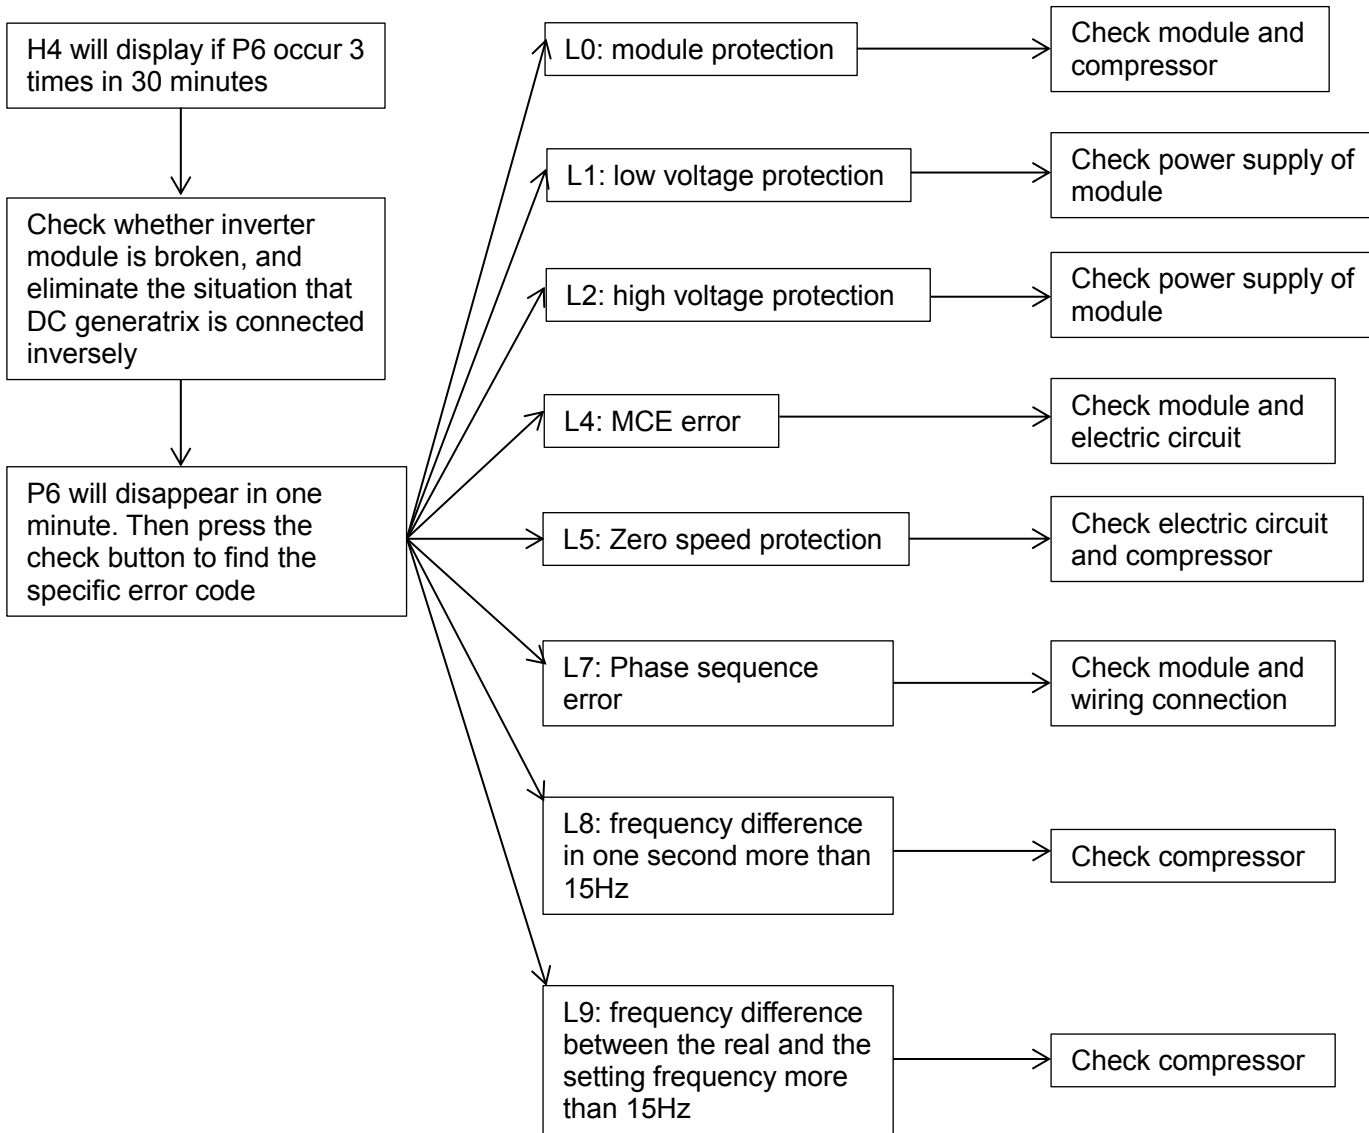 H4 will display if P6 occur 3
times in 30 minutes
Check whether inverter
module is broken, and
eliminate the situation that
DC generatrix is connected
inversely
P6 will disappear in one
minute. Then press the
check button to find the
specific error code
L0: module protection
Check module and
compressor
L1: low voltage protection
Check power supply of
module
L2: high voltage protection
Check power supply of
module
L4: MCE error
Check module and
electric circuit
L5: Zero speed protection
Check electric circuit
and compressor
L7: Phase sequence
error
Check module and
wiring connection
L8: frequency difference
in one second more than
15Hz
Check compressor
L9: frequency difference
between the real and the
setting frequency more
than 15Hz
Check compressor